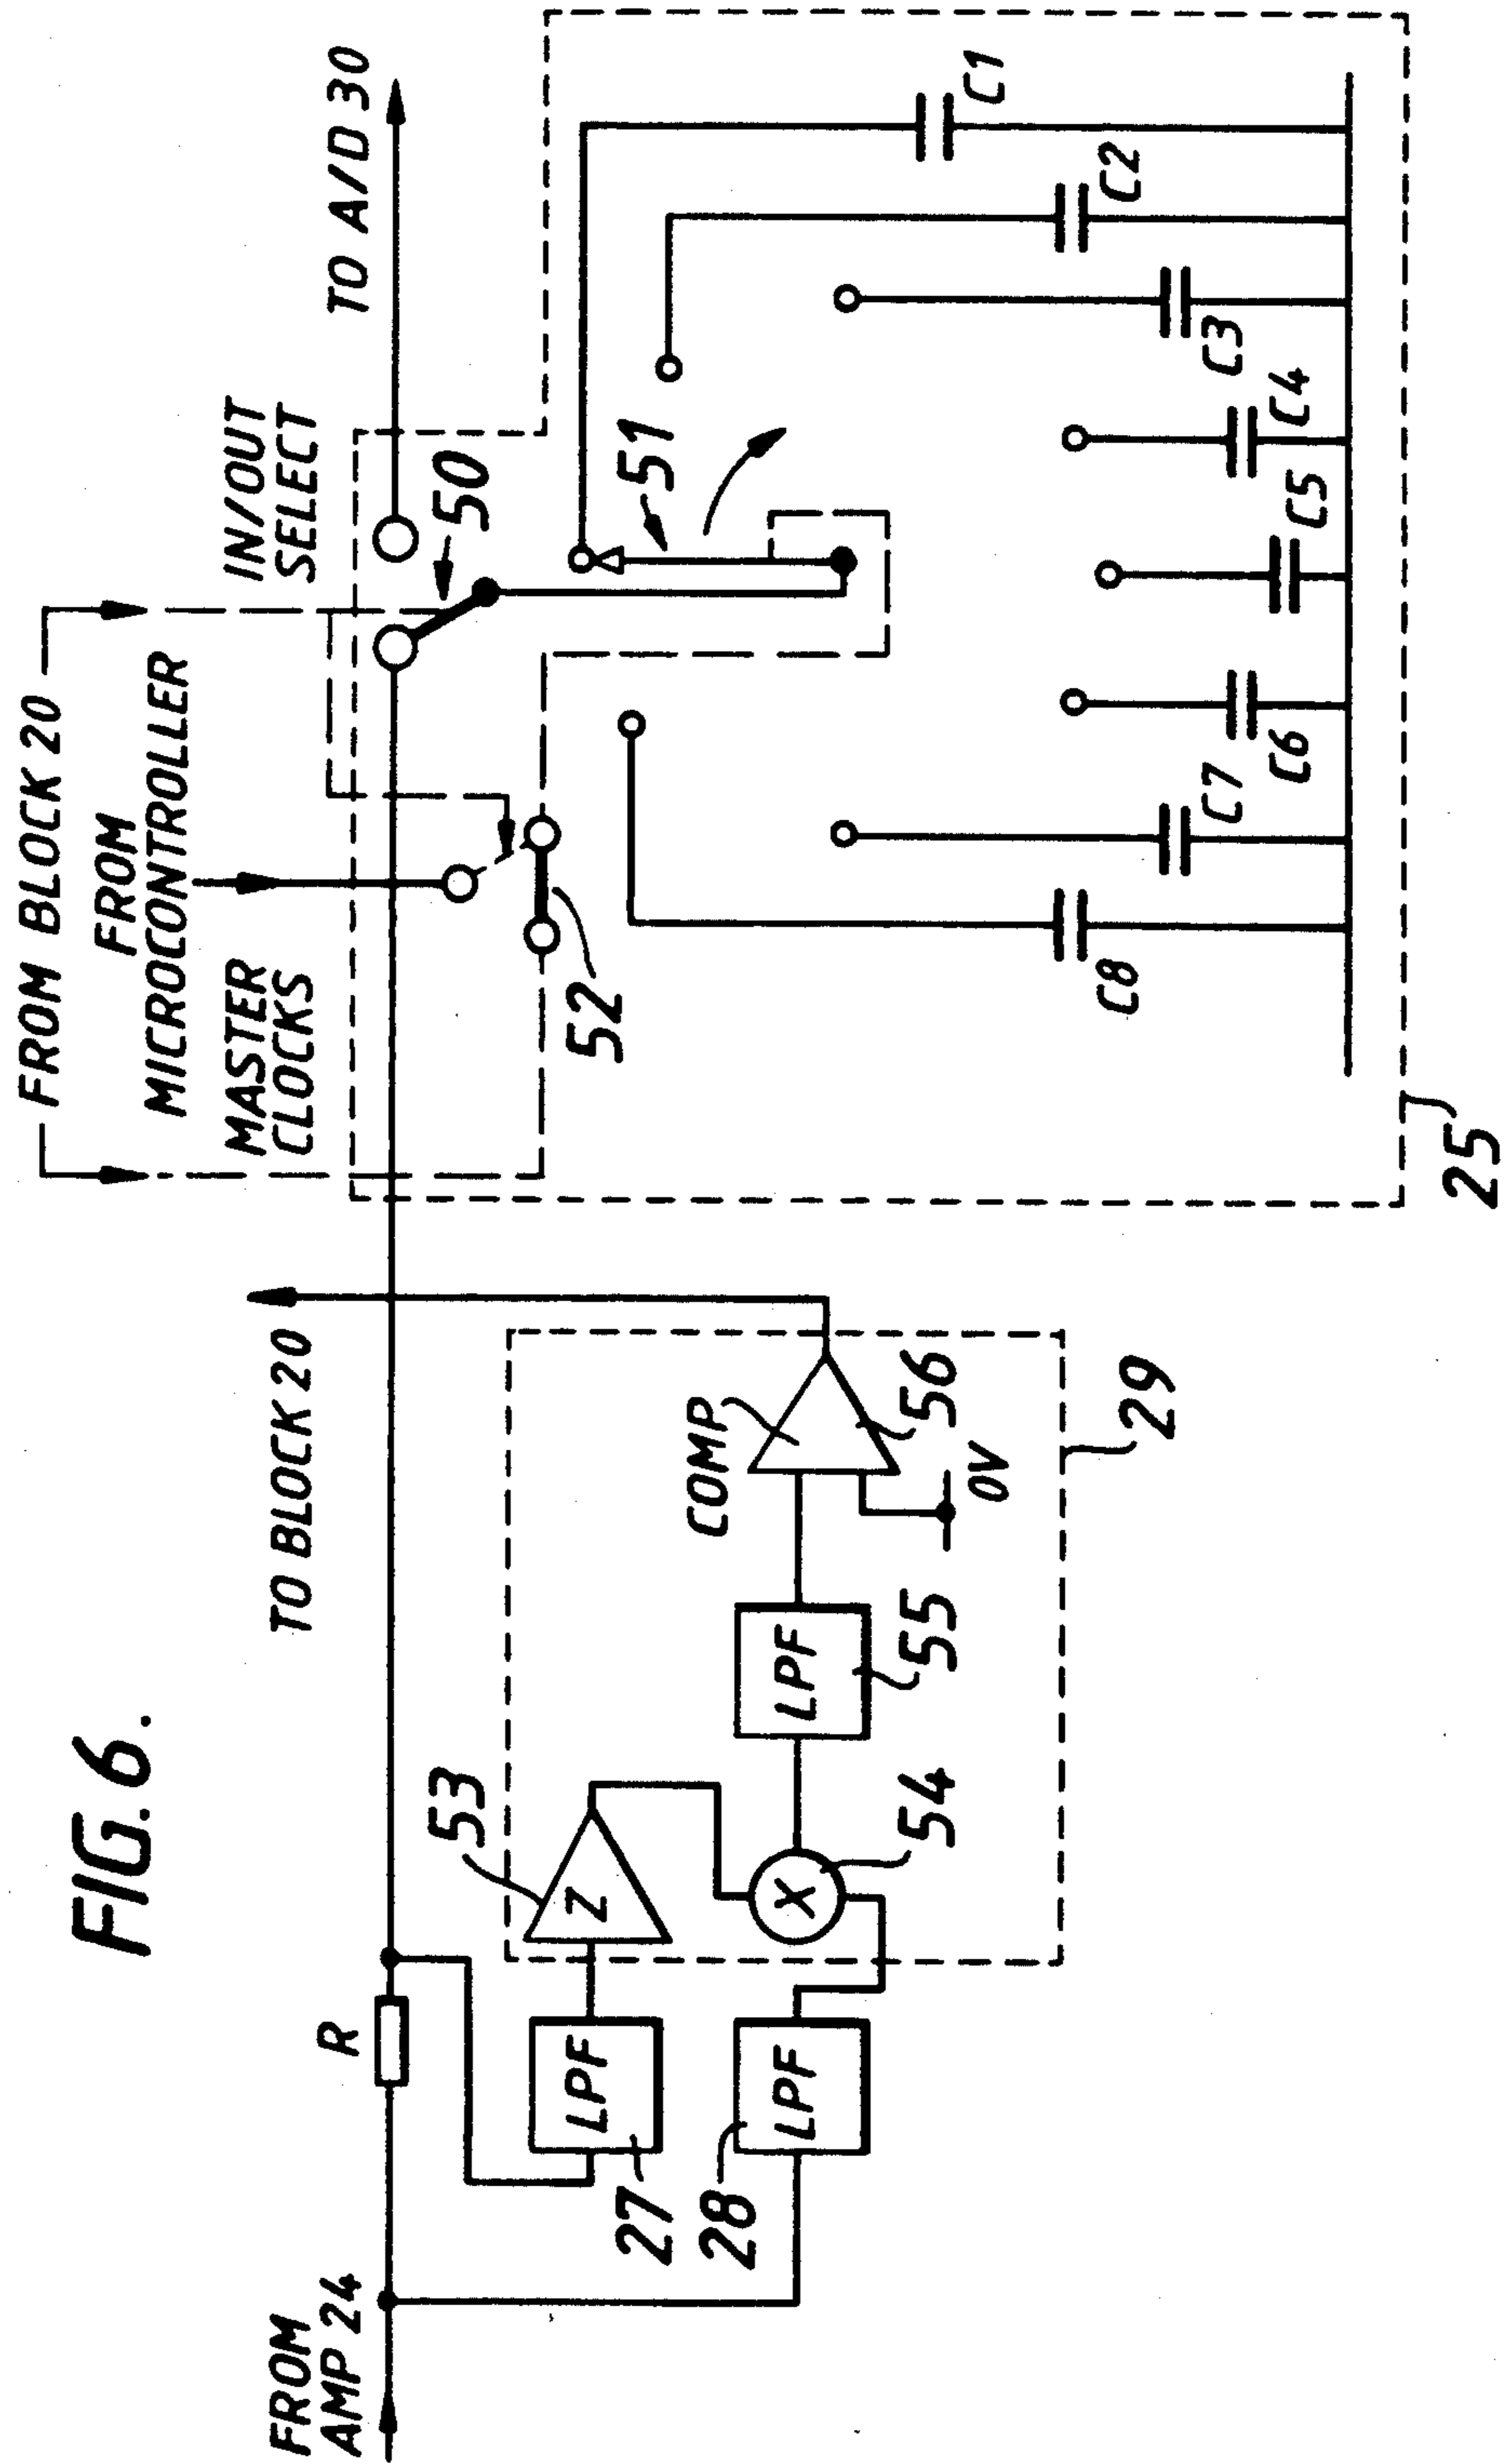 FIG. 6.
FROM
AMP 24
R
27
LPF
28
LPF
53
Z
54
X
55
LPF
COMP
56
0V
29
TO BLOCK 20
FROM BLOCK 20
FROM
MICROCONTROLLER
MASTER
CLOCKS
IN/OUT
SELECT
TO A/D 30
50
51
52
C1
C2
C3
C4
C5
C6
C7
C8
25